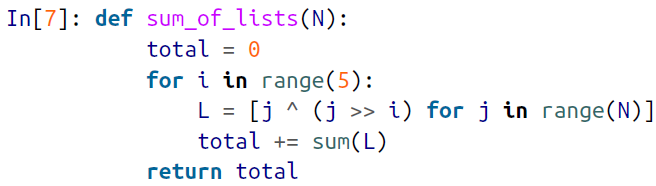 In[7]: def sum_of_lists(N):
           total = 0
           for i in range(5):
               L = [j ^ (j >> i) for j in range(N)]
               total += sum(L)
           return total